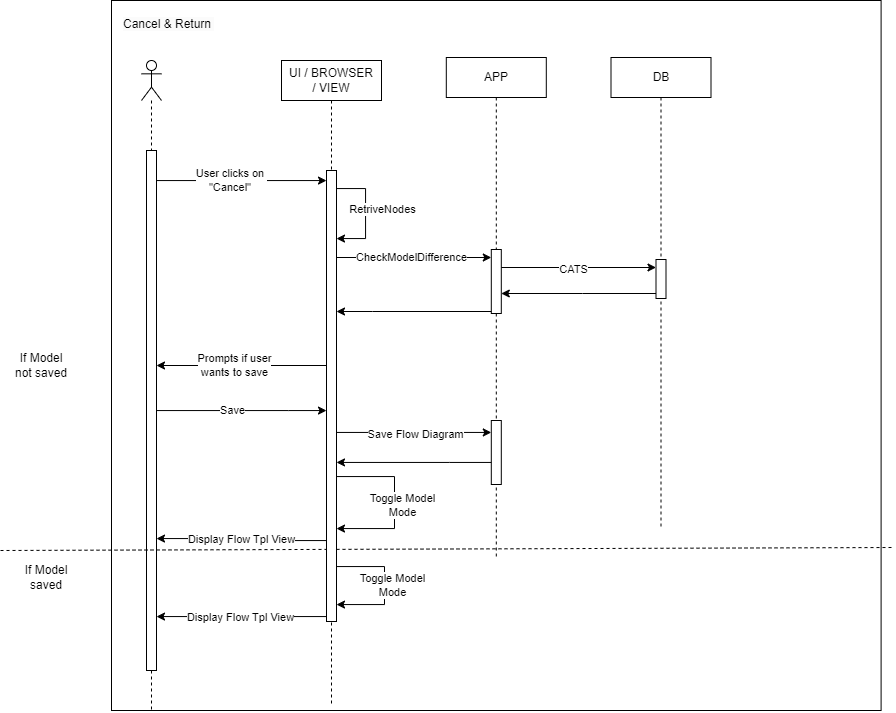 Cancel & Return
UI / BROWSER
/ VIEW
APP
DB
User clicks on
"Cancel"
RetriveNodes
CheckModelDifference
CATS
If Model
not saved
Prompts if user
wants to save
Save
Save Flow Diagram
Toggle Model
Mode
Display Flow Tpl View
If Model
saved
Toggle Model
Mode
Display Flow Tpl View